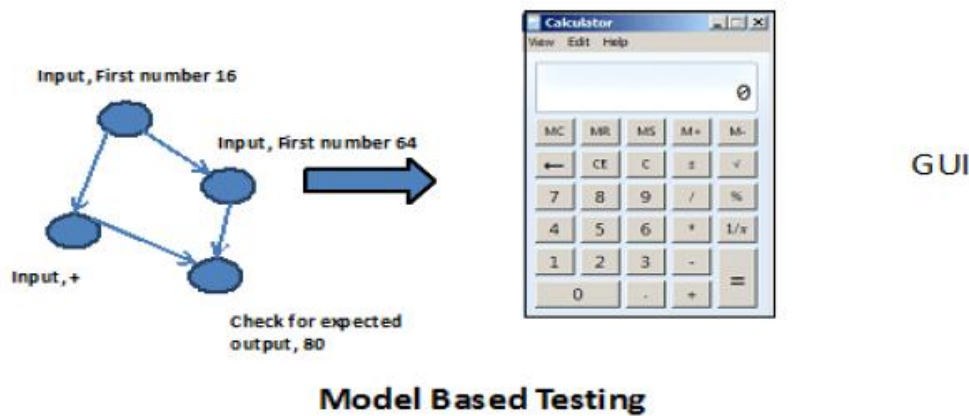 Input, First number 16
Input, First number 64
Input, +
Check for expected
output, 80
Calculator
View Edit Help
0
MC MR MS M+ M-
← CE C ± √
7 8 9 / %
4 5 6 * 1/x
1 2 3 - =
0 . +
GUI
Model Based Testing